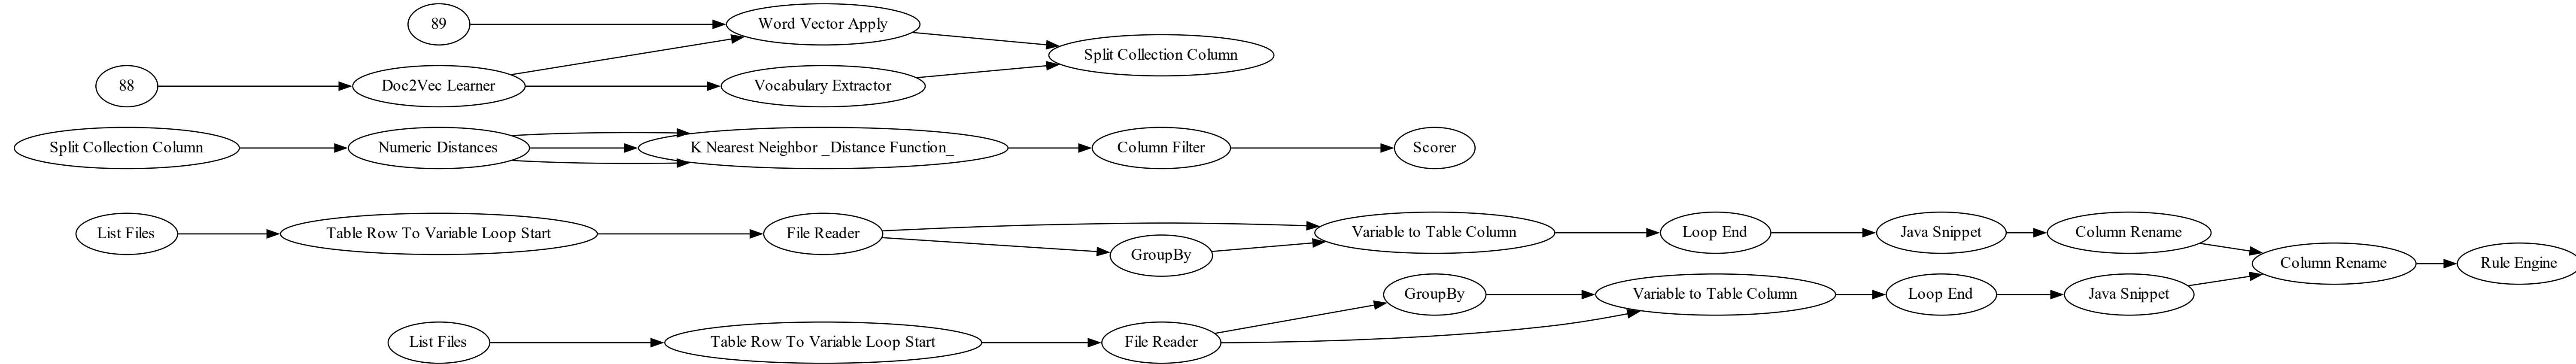 89
Word Vector Apply
Split Collection Column
88
Doc2Vec Learner
Vocabulary Extractor
Split Collection Column
Numeric Distances
K Nearest Neighbor _Distance Function_
Column Filter
Scorer
List Files
Table Row To Variable Loop Start
File Reader
GroupBy
Variable to Table Column
Loop End
Java Snippet
Column Rename
Column Rename
Rule Engine
GroupBy
Variable to Table Column
Loop End
Java Snippet
List Files
Table Row To Variable Loop Start
File Reader